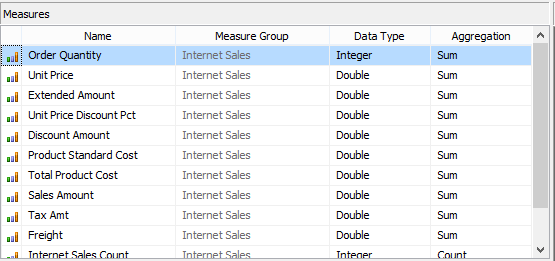 Measures
Name Measure Group Data Type Aggregation
Order Quantity Internet Sales Integer Sum
Unit Price Internet Sales Double Sum
Extended Amount Internet Sales Double Sum
Unit Price Discount Pct Internet Sales Double Sum
Discount Amount Internet Sales Double Sum
Product Standard Cost Internet Sales Double Sum
Total Product Cost Internet Sales Double Sum
Sales Amount Internet Sales Double Sum
Tax Amt Internet Sales Double Sum
Freight Internet Sales Double Sum
Internet Sales Count Internet Sales Integer Count